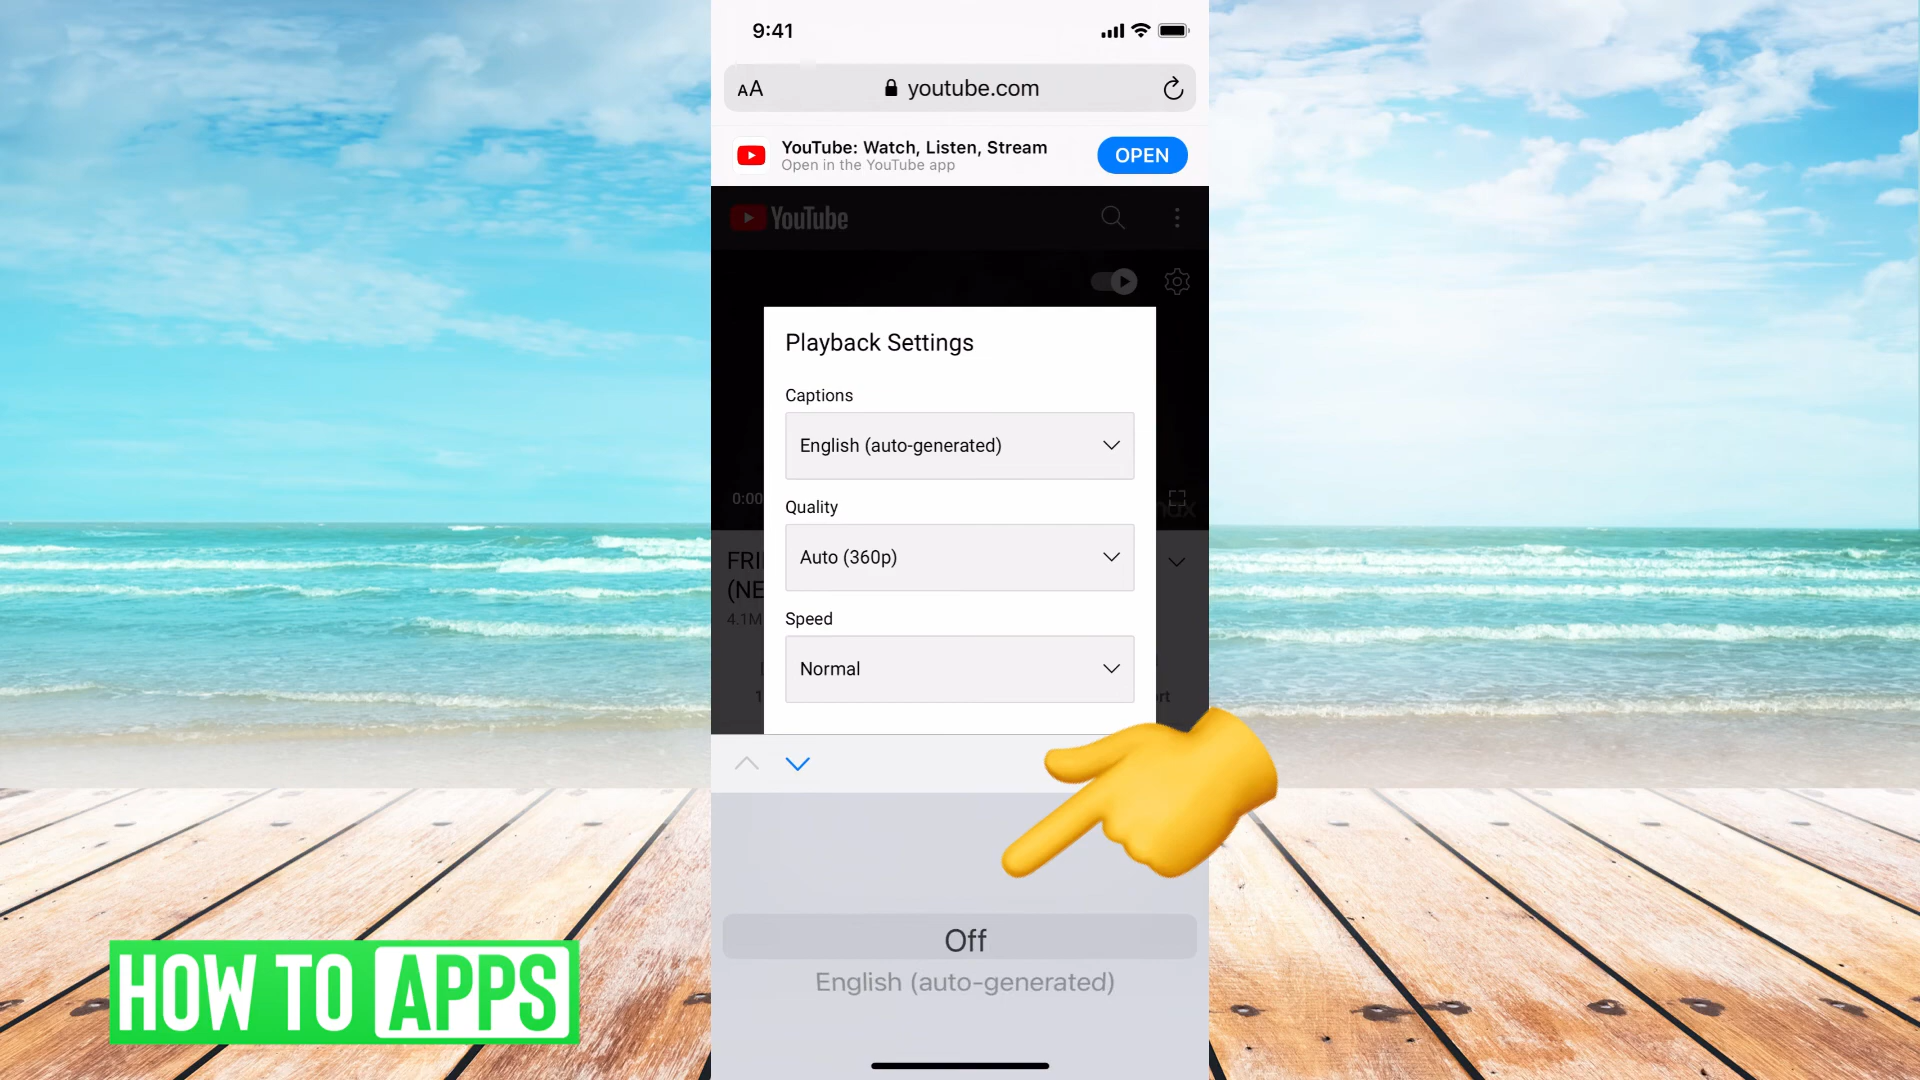 9:41
AA
youtube.com
YouTube: Watch, Listen, Stream
Open in the YouTube app
OPEN
YouTube
Playback Settings
Captions
English (auto-generated)
0:00
Quality
Auto (360p)
FRI
(NE
4.1M
Speed
Normal
Off
English (auto-generated)
HOW TO APPS